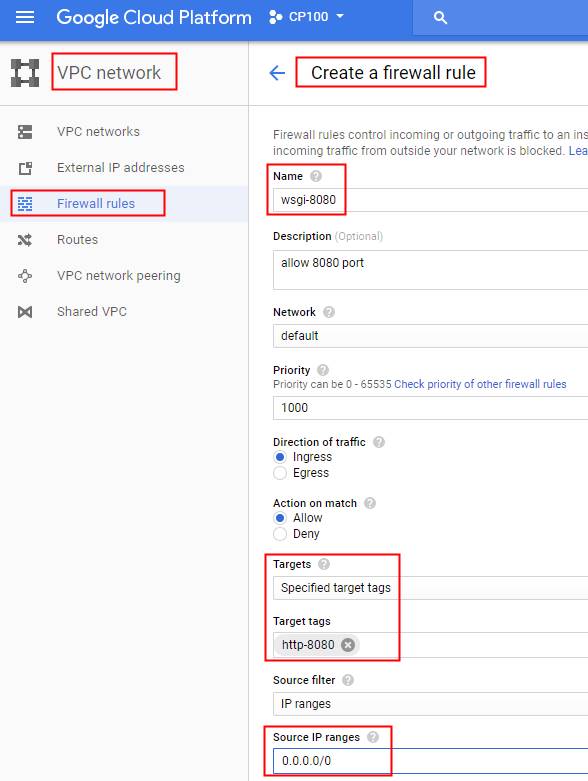 Google Cloud Platform CP100
VPC network
Create a firewall rule
VPC networks
External IP addresses
Firewall rules
Routes
VPC network peering
Shared VPC
Firewall rules control incoming or outgoing traffic to an ins
incoming traffic from outside your network is blocked. Lea
Name
wsgi-8080
Description (Optional)
allow 8080 port
Network
default
Priority
Priority can be 0 - 65535 Check priority of other firewall rules
1000
Direction of traffic
Ingress
Egress
Action on match
Allow
Deny
Targets
Specified target tags
Target tags
http-8080
Source filter
IP ranges
Source IP ranges
0.0.0.0/0